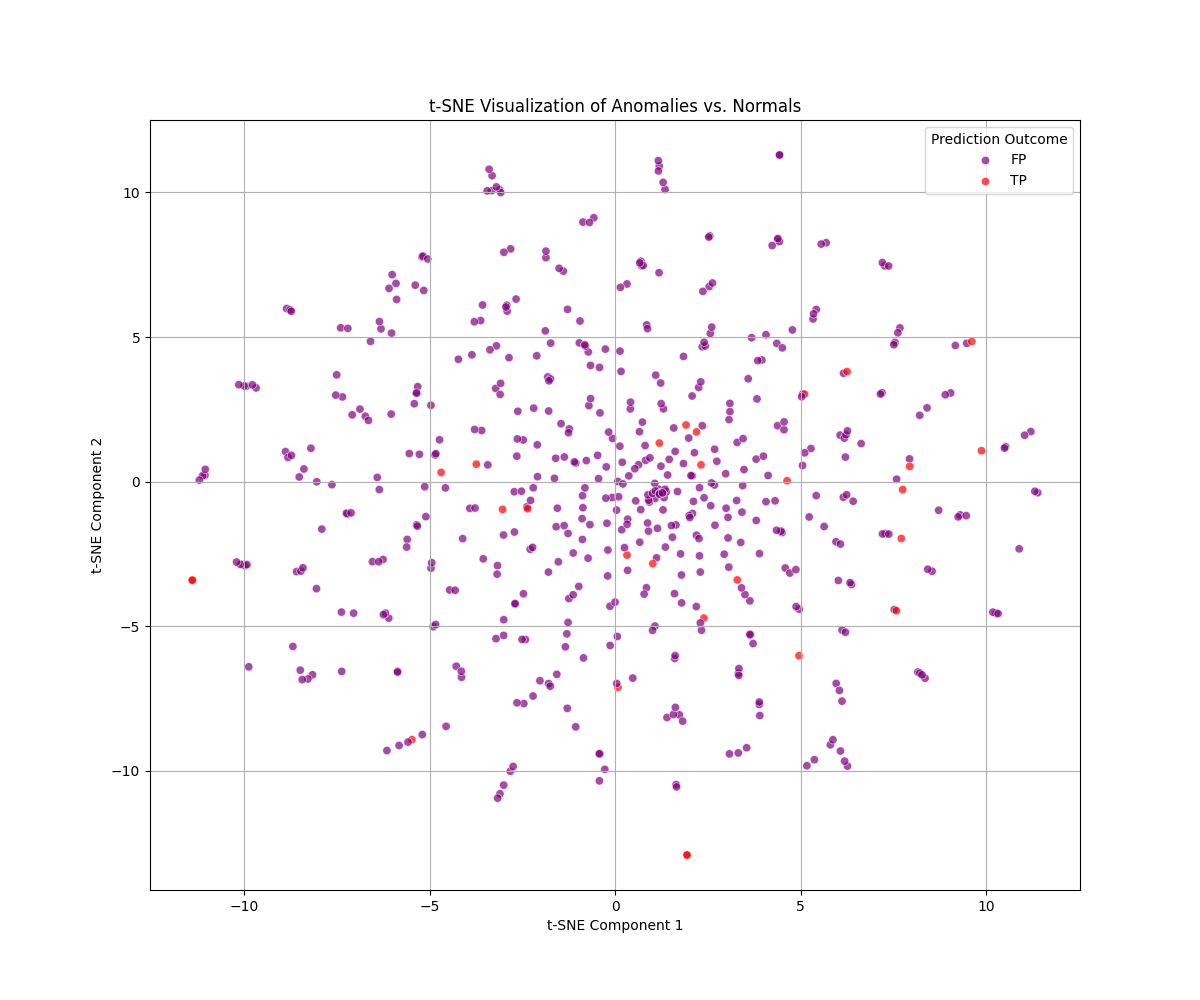 t-SNE Visualization of Anomalies vs. Normals
Prediction Outcome
FP
TP
10
5
0
−5
−10
t-SNE Component 2
−10
−5
0
5
10
t-SNE Component 1